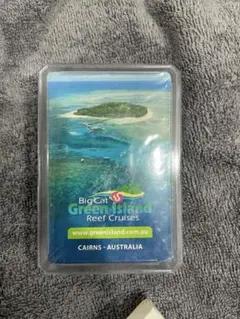 Big Cat
Green Island
Reef Cruises
www.greenisland.com.au
CAIRNS - AUSTRALIA